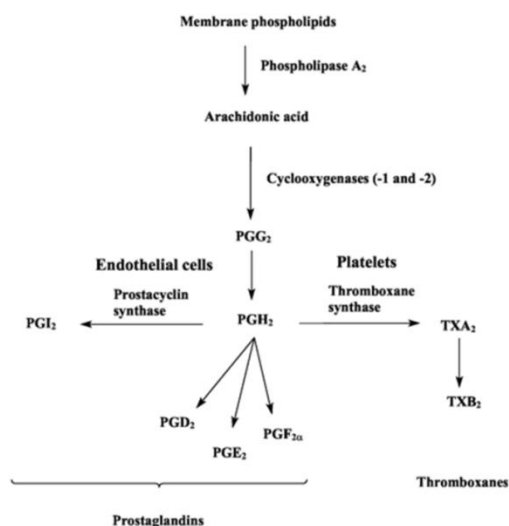 Membrane phospholipids
Phospholipase A₂
Arachidonic acid
Cyclooxygenases (-1 and -2)
PGG₂
Endothelial cells
Platelets
Prostacyclin
synthase
Thromboxane
synthase
PGI₂
PGH₂
TXA₂
TXB₂
PGD₂
PGE₂
PGF₂α
Thromboxanes
Prostaglandins